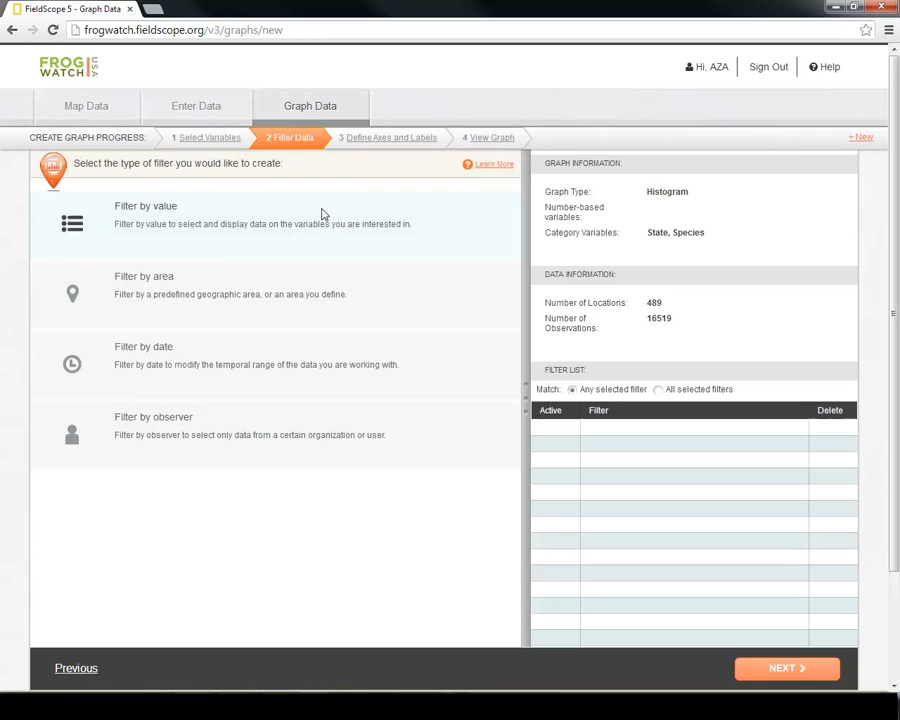 FieldScope 5 - Graph Data
frogwatch.fieldscope.org/v3/graphs/new
FROG WATCH USA
Hi, AZA
Sign Out
Help
Map Data
Enter Data
Graph Data
CREATE GRAPH PROGRESS:
1 Select Variables
2 Filter Data
3 Define Axes and Labels
4 View Graph
+ New
Select the type of filter you would like to create:
Learn More
Filter by value
Filter by value to select and display data on the variables you are interested in.
Filter by area
Filter by a predefined geographic area, or an area you define.
Filter by date
Filter by date to modify the temporal range of the data you are working with.
Filter by observer
Filter by observer to select only data from a certain organization or user.
GRAPH INFORMATION:
Graph Type: Histogram
Number-based
variables:
Category Variables: State, Species
DATA INFORMATION:
Number of Locations: 489
Number of 16519
Observations:
FILTER LIST:
Match: Any selected filter All selected filters
Active Filter Delete
Previous
NEXT